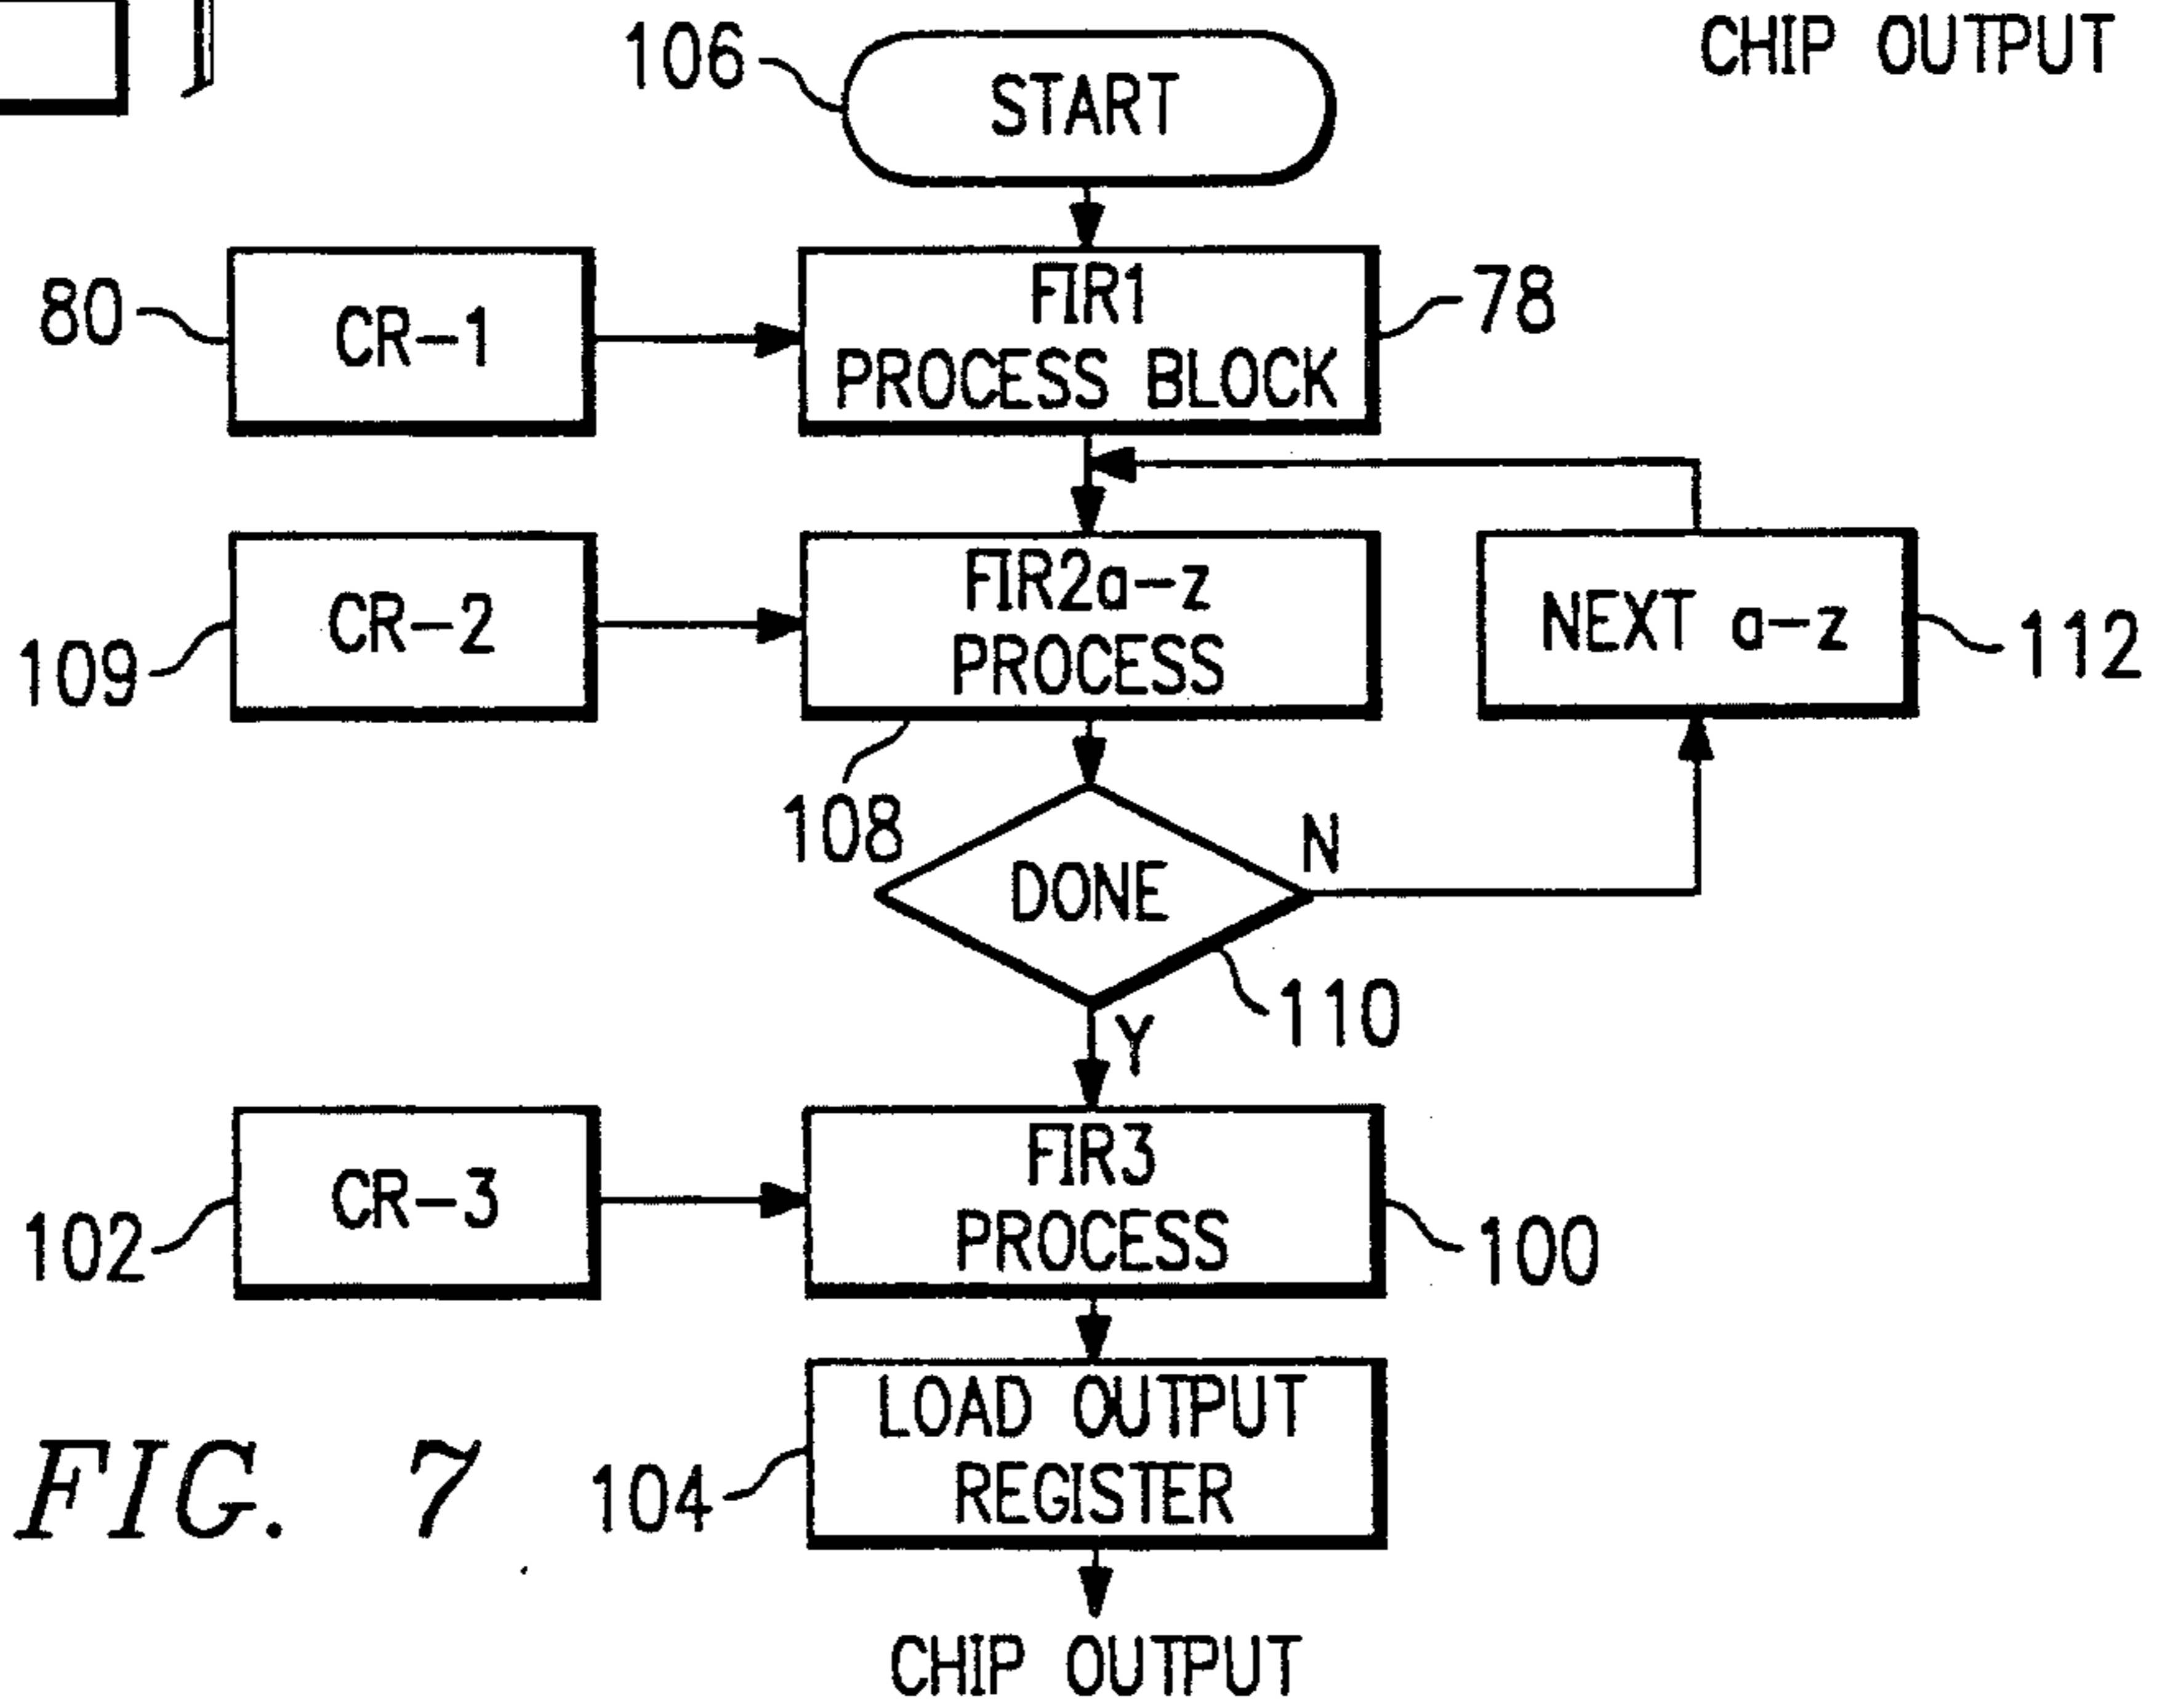 CHIP OUTPUT
106
START
80
CR-1
FIR1
PROCESS BLOCK
78
109
CR-2
FIR2a-z
PROCESS
108
NEXT a-z
112
DONE
N
110
Y
102
CR-3
FIR3
PROCESS
100
LOAD OUTPUT
REGISTER
104
FIG. 7
CHIP OUTPUT